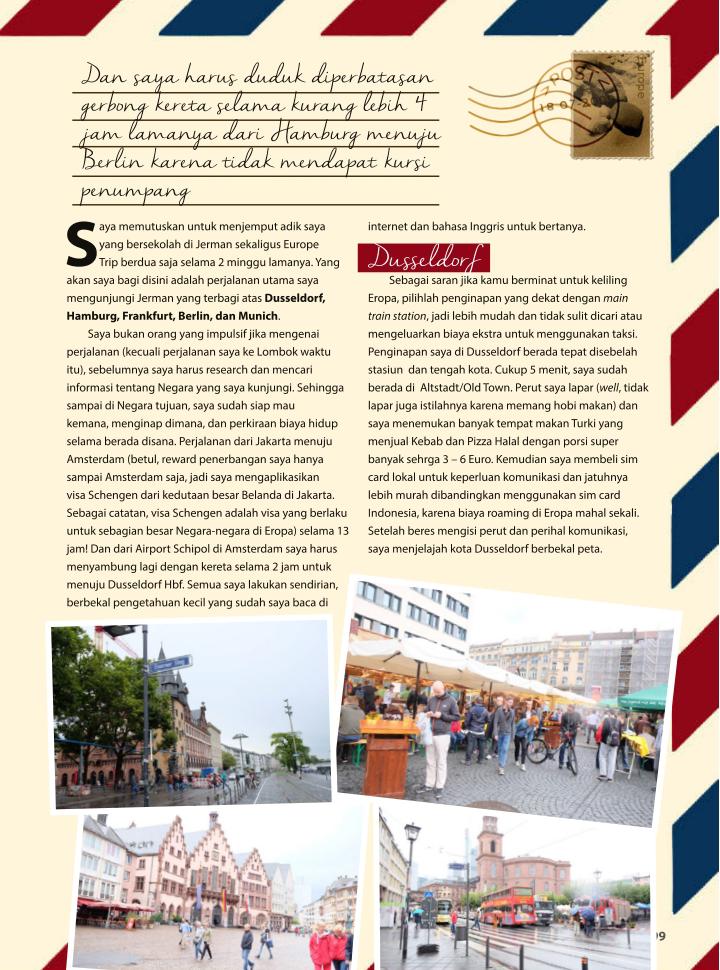 Dan saya harus duduk diperbatasan
gerbong kereta selama kurang lebih 4
jam lamanya dari Hamburg menuju
Berlin karena tidak mendapat kursi
penumpang
POST
Europe
Saya memutuskan untuk menjemput adik saya
yang bersekolah di Jerman sekaligus Europe
Trip berdua saja selama 2 minggu lamanya. Yang
akan saya bagi disini adalah perjalanan utama saya
mengunjungi Jerman yang terbagi atas Dusseldorf,
Hamburg, Frankfurt, Berlin, dan Munich.
Saya bukan orang yang impulsif jika mengenai
perjalanan (kecuali perjalanan saya ke Lombok waktu
itu), sebelumnya saya harus research dan mencari
informasi tentang Negara yang saya kunjungi. Sehingga
sampai di Negara tujuan, saya sudah siap mau
kemana, menginap dimana, dan perkiraan biaya hidup
selama berada disana. Perjalanan dari Jakarta menuju
Amsterdam (betul, reward penerbangan saya hanya
sampai Amsterdam saja, jadi saya mengaplikasikan
visa Schengen dari kedutaan besar Belanda di Jakarta.
Sebagai catatan, visa Schengen adalah visa yang berlaku
untuk sebagian besar Negara-negara di Eropa) selama 13
jam! Dan dari Airport Schipol di Amsterdam saya harus
menyambung lagi dengan kereta selama 2 jam untuk
menuju Dusseldorf Hbf. Semua saya lakukan sendirian,
berbekal pengetahuan kecil yang sudah saya baca di
internet dan bahasa Inggris untuk bertanya.
Dusseldorf
Sebagai saran jika kamu berminat untuk keliling
Eropa, pilihlah penginapan yang dekat dengan main
train station, jadi lebih mudah dan tidak sulit dicari atau
mengeluarkan biaya ekstra untuk menggunakan taksi.
Penginapan saya di Dusseldorf berada tepat disebelah
stasiun dan tengah kota. Cukup 5 menit, saya sudah
berada di Altstadt/Old Town. Perut saya lapar (well, tidak
lapar juga istilahnya karena memang hobi makan) dan
saya menemukan banyak tempat makan Turki yang
menjual Kebab dan Pizza Halal dengan porsi super
banyak sehrga 3 – 6 Euro. Kemudian saya membeli sim
card lokal untuk keperluan komunikasi dan jatuhnya
lebih murah dibandingkan menggunakan sim card
Indonesia, karena biaya roaming di Eropa mahal sekali.
Setelah beres mengisi perut dan perihal komunikasi,
saya menjelajah kota Dusseldorf berbekal peta.